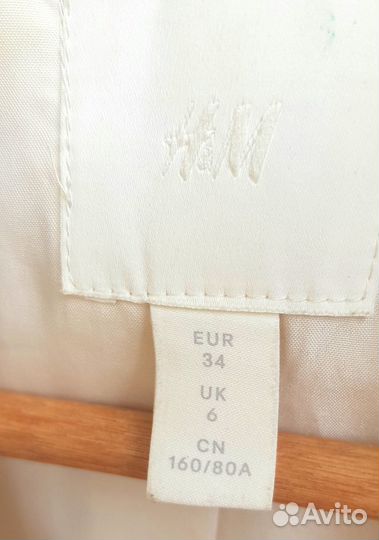 H&M
EUR
34
UK
6
CN
160/80A
Avito